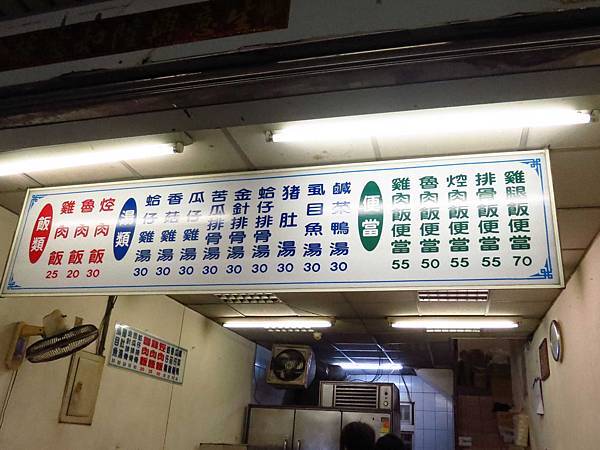 飯類
雞肉飯 25
魯肉飯 20
焢肉飯 30
湯類
蛤仔雞湯 30
香菇雞湯 30
瓜仔雞湯 30
苦瓜排骨湯 30
金針排骨湯 30
蛤仔排骨湯 30
猪肚湯 30
虱目魚湯 30
鹹菜鴨湯 30
便當
雞肉飯便當 55
魯肉飯便當 50
焢肉飯便當 55
排骨飯便當 55
雞腿飯便當 70